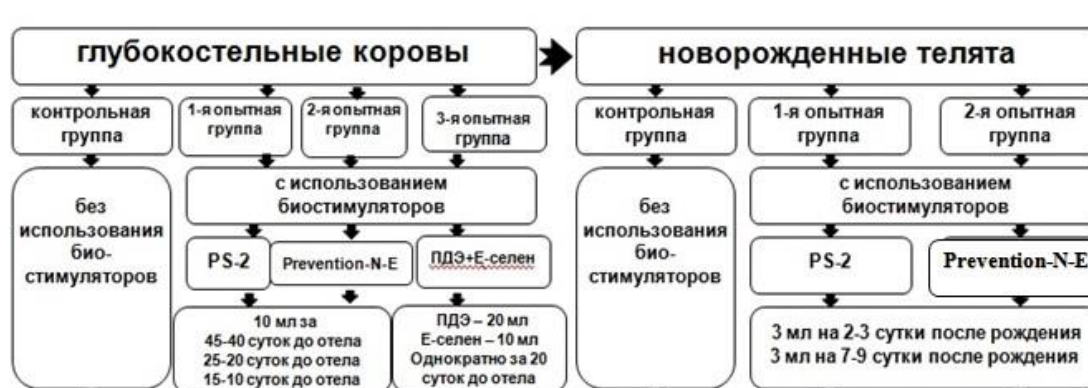 глубокостельные коровы
контрольная
группа
1-я опытная
группа
2-я опытная
группа
3-я опытная
группа
без
использования
био-
стимуляторов
с использованием
биостимуляторов
PS-2
Prevention-N-E
ПДЭ+Е-селен
10 мл за
45-40 суток до отела
25-20 суток до отела
15-10 суток до отела
ПДЭ – 20 мл
Е-селен – 10 мл
Однократно за 20
суток до отела
новорожденные телята
контрольная
группа
1-я опытная
группа
2-я опытная
группа
без
использования
био-
стимуляторов
с использованием
биостимуляторов
PS-2
Prevention-N-E
3 мл на 2-3 сутки после рождения
3 мл на 7-9 сутки после рождения